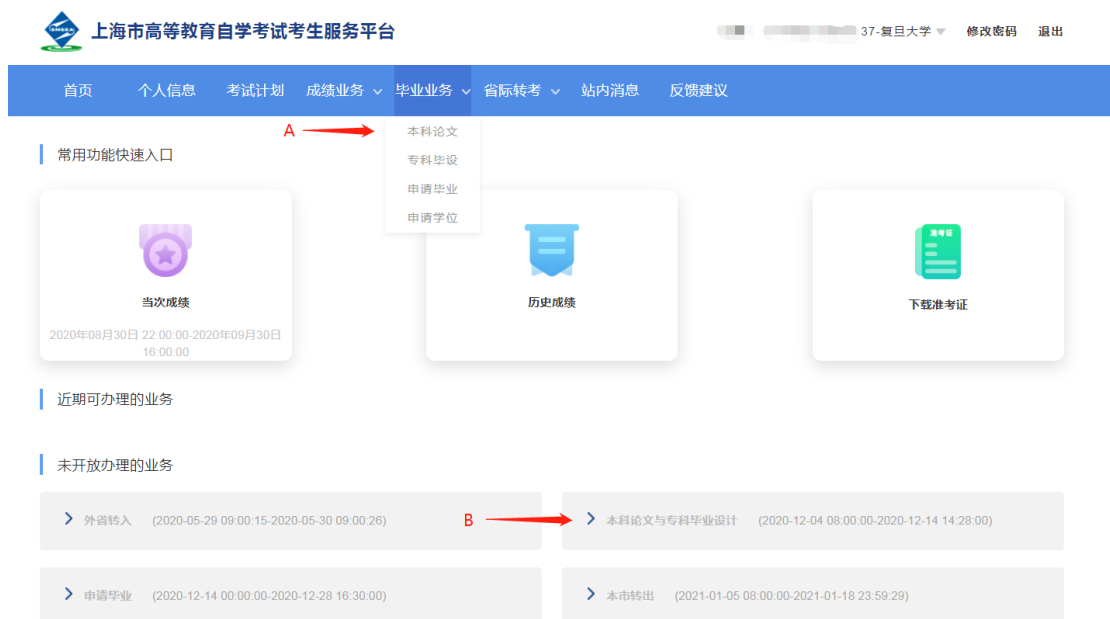 上海市高等教育自学考试考生服务平台
37-复旦大学 修改密码 退出
首页 个人信息 考试计划 成绩业务 毕业业务 省际转考 站内消息 反馈建议
A
本科论文
专科毕设
申请毕业
申请学位
常用功能快速入口
当次成绩
2020年08月30日 22:00:00-2020年09月30日
16:00:00
历史成绩
准考证
下载准考证
近期可办理的业务
未开放办理的业务
外省转入 (2020-05-29 09:00:15-2020-05-30 09:00:26)
B
本科论文与专科毕业设计 (2020-12-04 08:00:00-2020-12-14 14:28:00)
申请毕业 (2020-12-14 00:00:00-2020-12-28 16:30:00)
本市转出 (2021-01-05 08:00:00-2021-01-18 23:59:29)